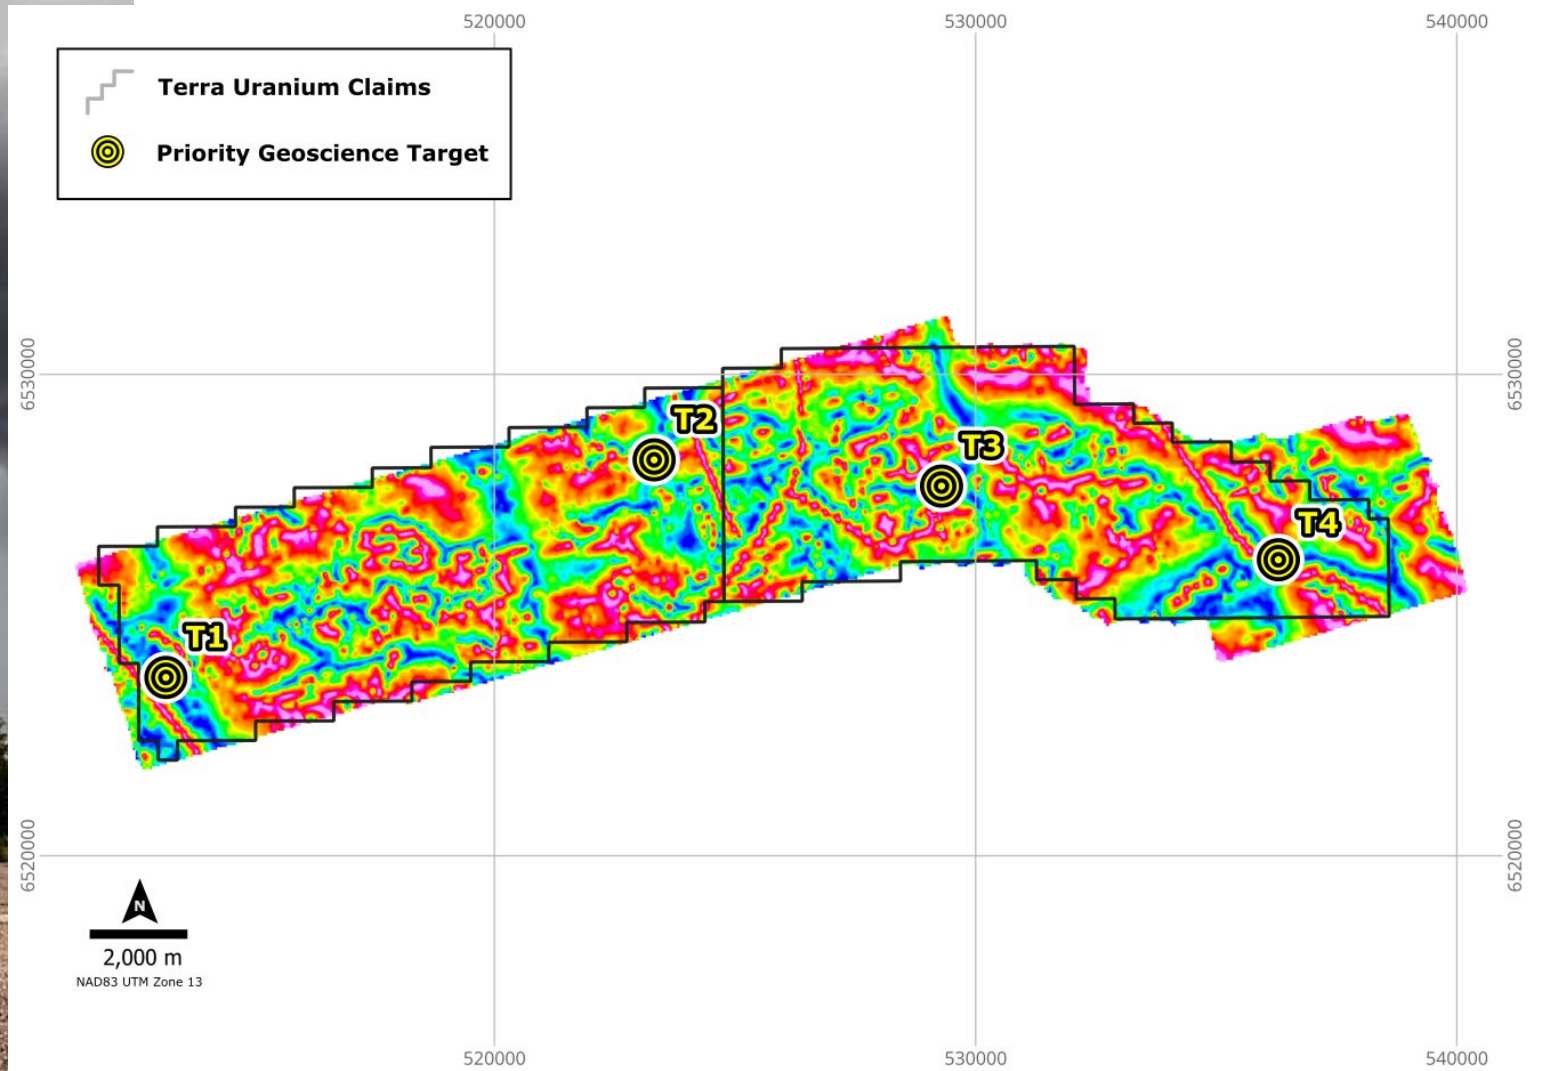 520000
530000
540000
Terra Uranium Claims
Priority Geoscience Target
6530000
6530000
T2
T3
T4
T1
6520000
6520000
N
2,000 m
NAD83 UTM Zone 13
520000
530000
540000